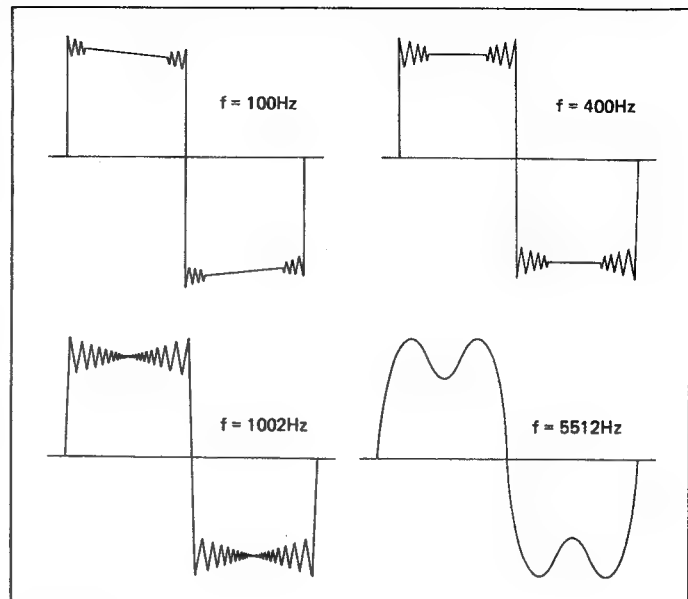 f = 100Hz
f = 400Hz
f = 1002Hz
f = 5512Hz